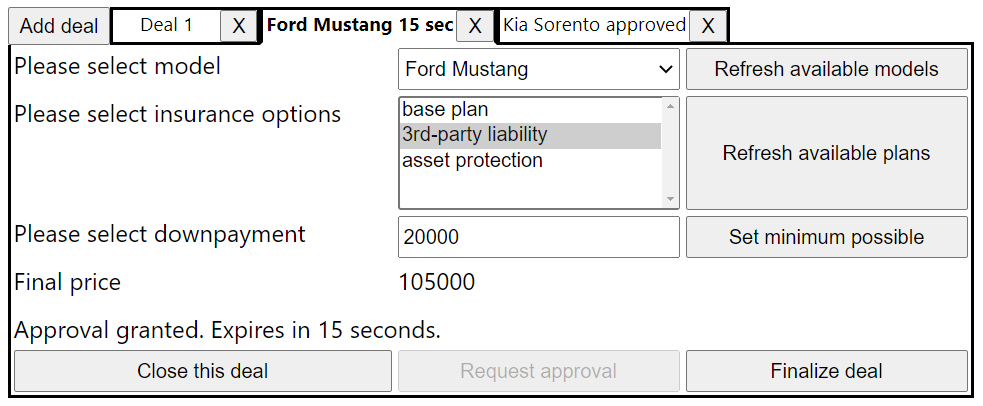 Add deal Deal 1 X Ford Mustang 15 sec X Kia Sorento approved X
Please select model Ford Mustang Refresh available models
Please select insurance options base plan
3rd-party liability
asset protection
Refresh available plans
Please select downpayment 20000 Set minimum possible
Final price 105000
Approval granted. Expires in 15 seconds.
Close this deal Request approval Finalize deal